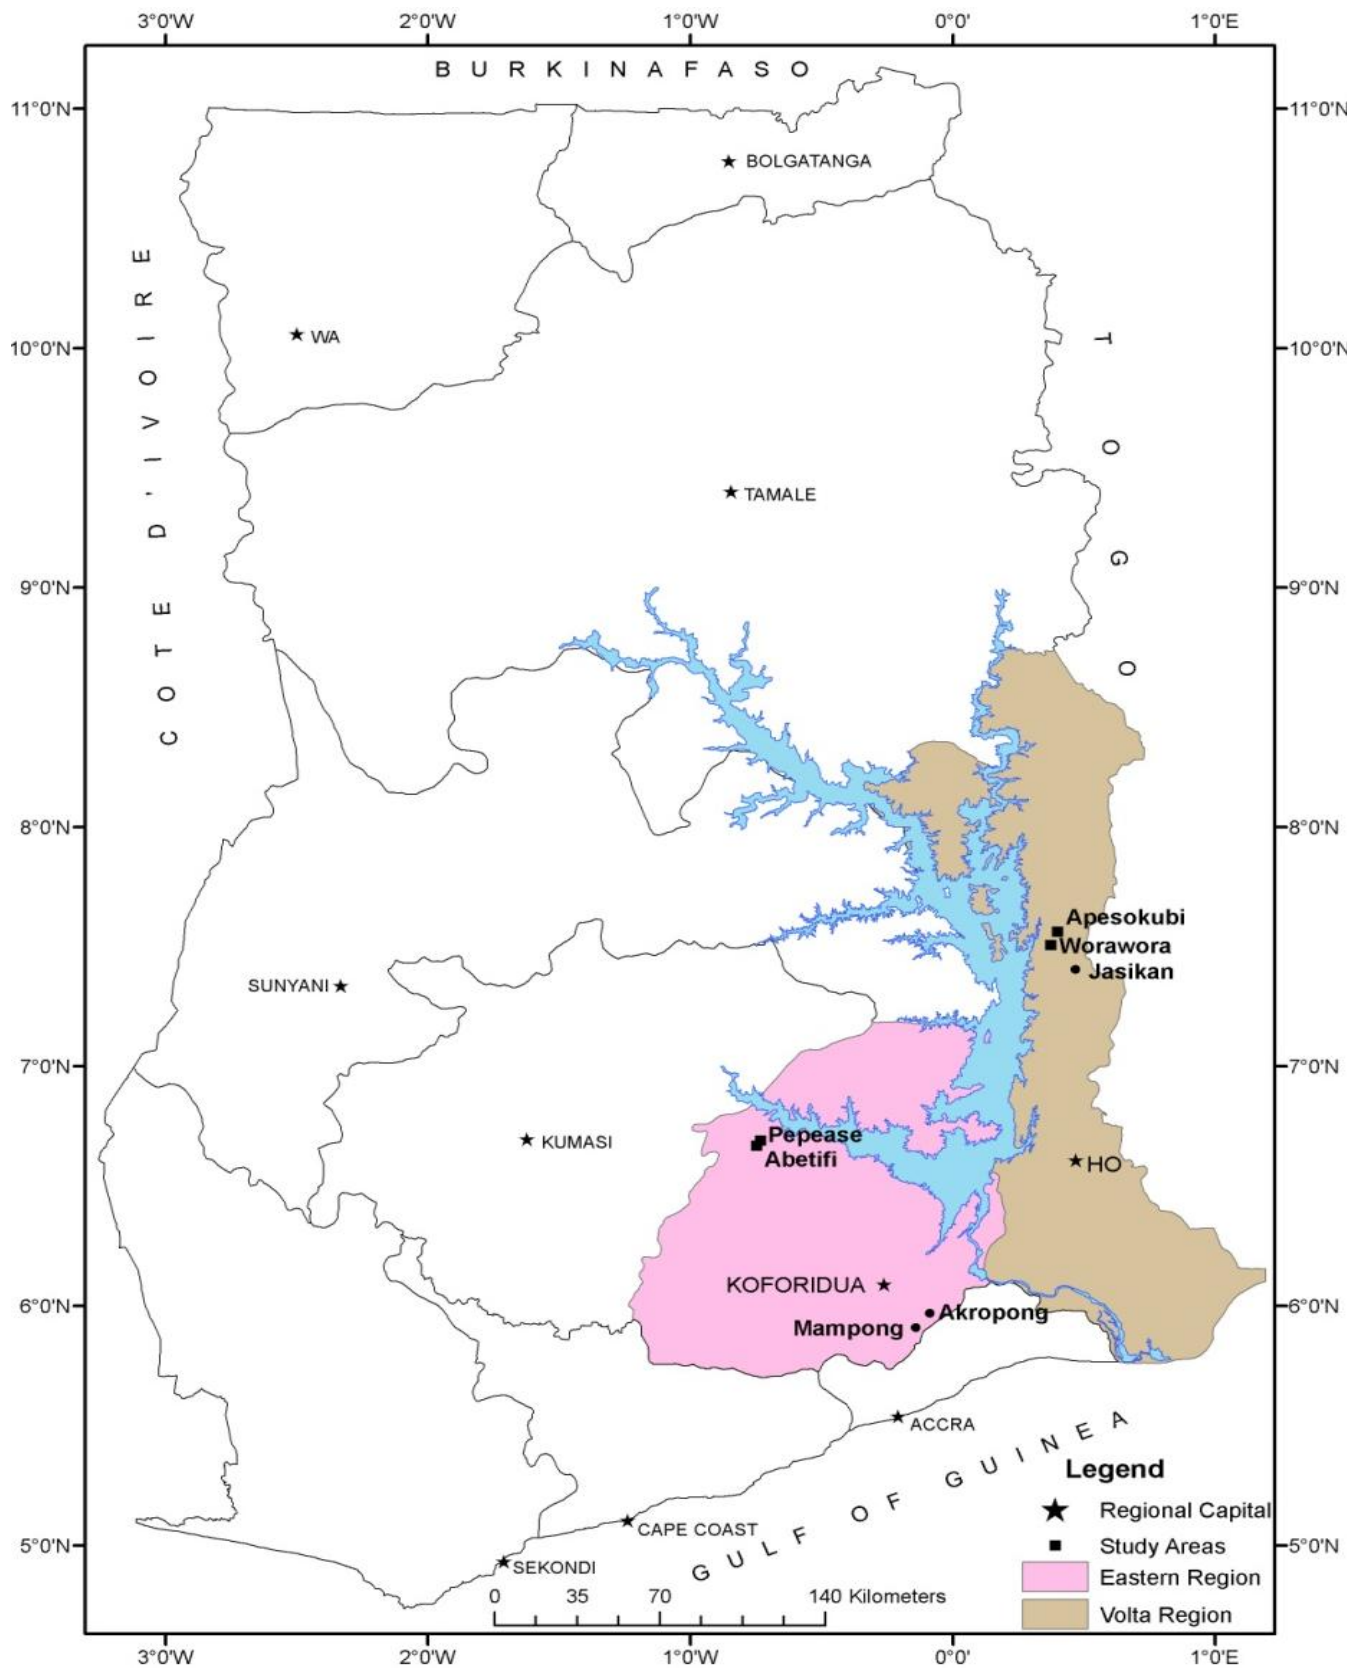 3°0'W 2°0'W 1°0'W 0°0' 1°0'E
B U R K I N A F A S O
11°0'N 11°0'N
BOLGATANGA
C O T E D ' I V O I R E
WA
10°0'N 10°0'N
T O G O
TAMALE
9°0'N 9°0'N
8°0'N 8°0'N
Apesokubi
Worawora
Jasikan
SUNYANI
7°0'N 7°0'N
Pepease
KUMASI
Abetifi
HO
KOFORIDUA
6°0'N 6°0'N
Akropong
Mampong
ACCRA
G U L F O F G U I N E A
Legend
Regional Capital
CAPE COAST
Study Areas
5°0'N 5°0'N
SEKONDI
Eastern Region
0 35 70 140 Kilometers
Volta Region
3°0'W 2°0'W 1°0'W 0°0' 1°0'E